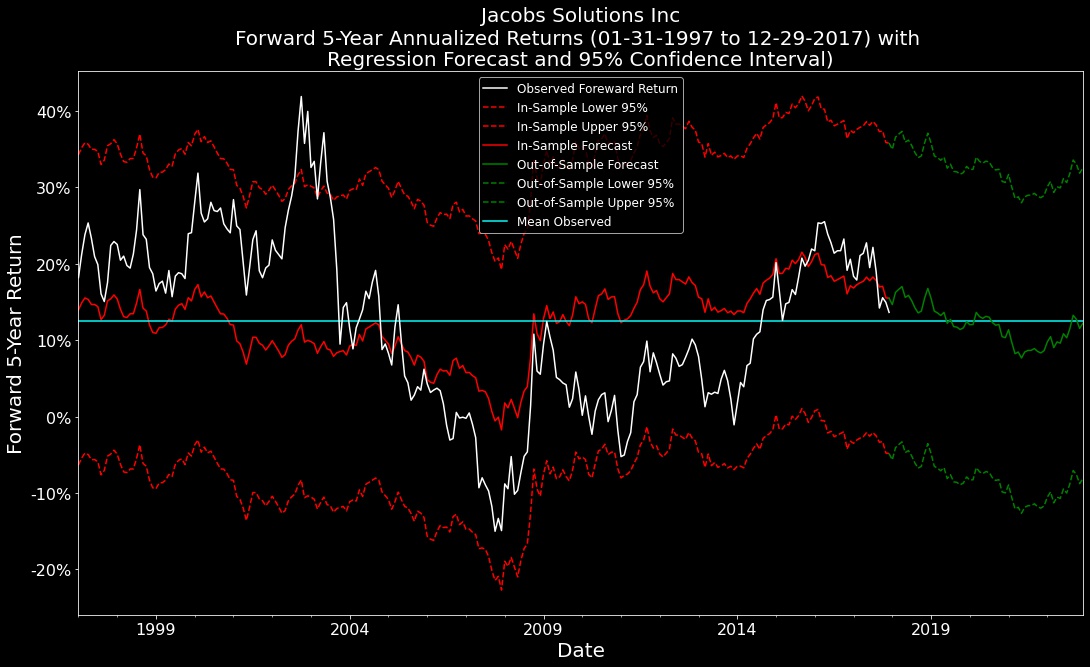 Jacobs Solutions Inc
Forward 5-Year Annualized Returns (01-31-1997 to 12-29-2017) with
Regression Forecast and 95% Confidence Interval)
Observed Foreward Return
In-Sample Lower 95%
In-Sample Upper 95%
In-Sample Forecast
Out-of-Sample Forecast
Out-of-Sample Lower 95%
Out-of-Sample Upper 95%
Mean Observed
Forward 5-Year Return
40%
30%
20%
10%
0%
-10%
-20%
1999
2004
2009
2014
2019
Date